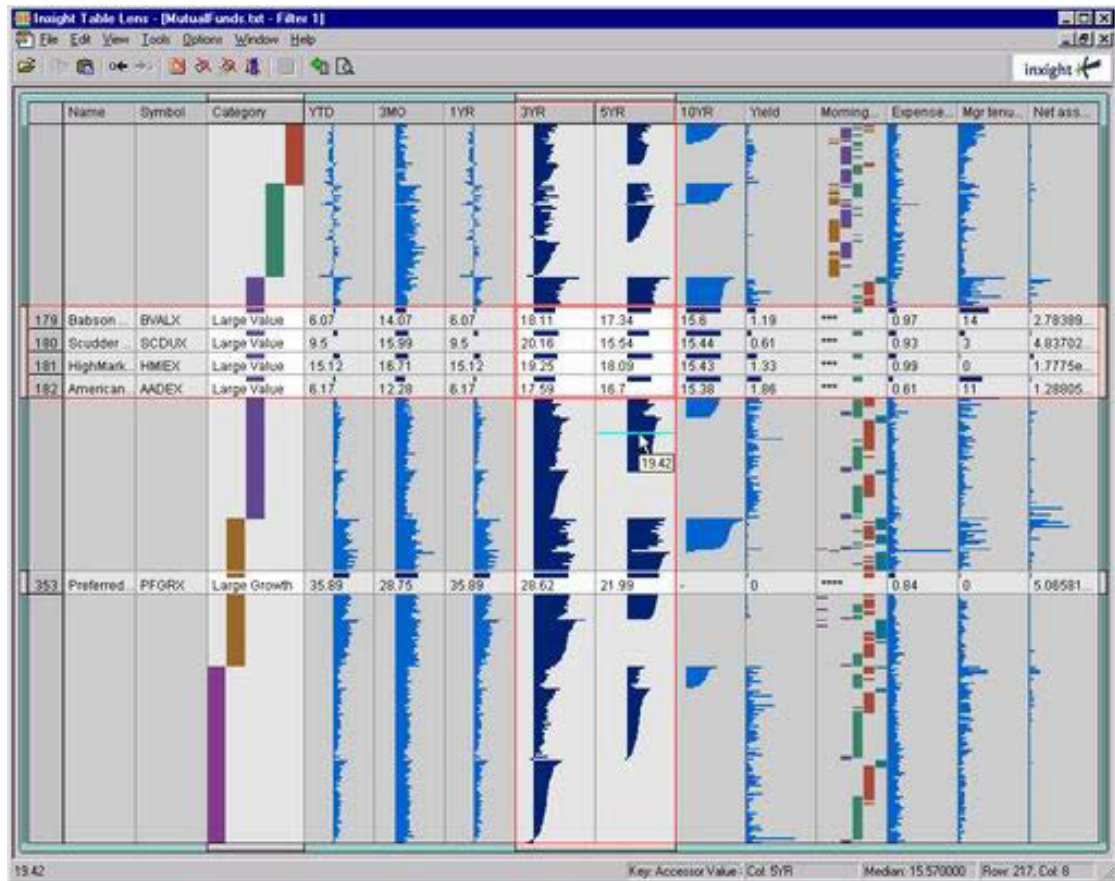 Inxight Table Lens - [MutualFunds.txt - Filter 1]
File Edit View Tools Options Window Help
inxight
Name Symbol Category YTD 3MO 1YR 3YR 5YR 10YR Yield Morning... Expense... Mgr tenu... Net ass...
179 Babson ... BVALX Large Value 6.07 14.07 6.07 18.11 17.34 15.6 1.19 *** 0.97 14 2.78389...
180 Scudder ... SCDUX Large Value 9.5 15.99 9.5 20.16 15.54 15.44 0.61 *** 0.93 3 4.83702...
181 HighMark... HMIEX Large Value 15.12 16.71 15.12 19.25 18.09 15.43 1.33 *** 0.99 0 1.7775e...
182 American... AADEX Large Value 6.17 12.28 6.17 17.59 16.7 15.38 1.86 *** 0.61 11 1.28805...
19.42
353 Preferred... PFGRX Large Growth 35.89 28.75 35.89 28.62 21.99 - 0 **** 0.84 0 5.06581...
19.42 Key: Accessor Value: Col: 5YR Median: 15.570000 Row: 217, Col: 8